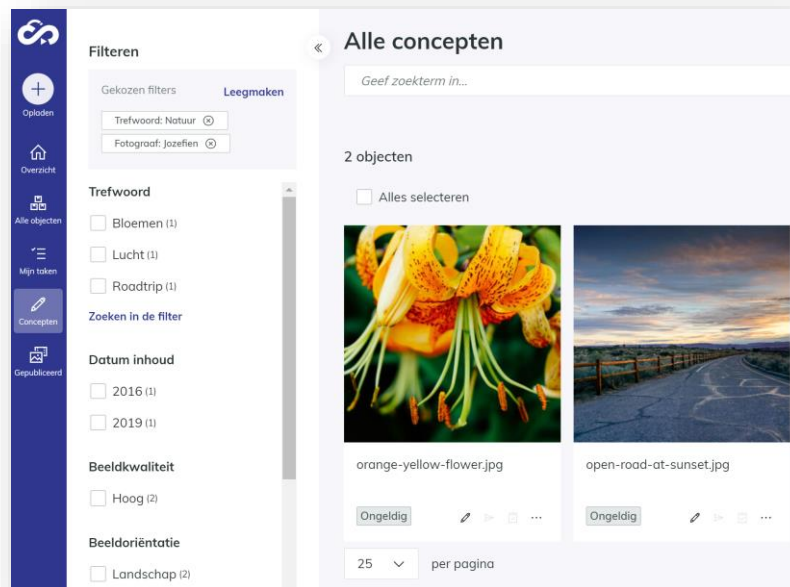 Opladen
Overzicht
Alle objecten
Mijn taken
Concepten
Gepubliceerd
Filteren
Gekozen filters
Leegmaken
Trefwoord: Natuur
Fotograaf: Jozefien
Trefwoord
Bloemen (1)
Lucht (1)
Roadtrip (1)
Zoeken in de filter
Datum inhoud
2016 (1)
2019 (1)
Beeldkwaliteit
Hoog (2)
Beeldoriëntatie
Landschap (2)
Alle concepten
Geef zoekterm in...
2 objecten
Alles selecteren
orange-yellow-flower.jpg
Ongeldig
open-road-at-sunset.jpg
Ongeldig
25 per pagina